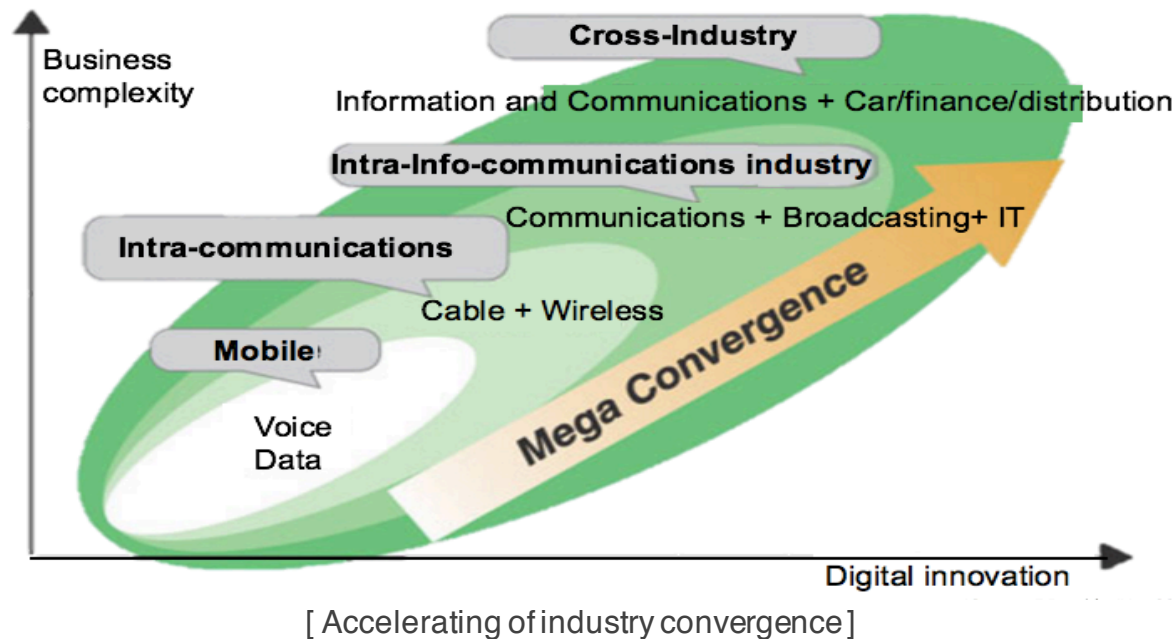 Business
complexity
Cross-Industry
Information and Communications + Car/finance/distribution
Intra-Info-communications industry
Communications + Broadcasting+ IT
Intra-communications
Cable + Wireless
Mobile
Voice
Data
Mega Convergence
Digital innovation
[ Accelerating of industry convergence ]